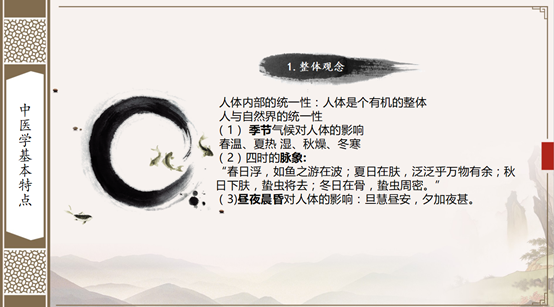 中医学基本特点
1. 整体观念
人体内部的统一性：人体是个有机的整体
人与自然界的统一性
(1) 季节气候对人体的影响
春温、夏热 湿、秋燥、冬寒
(2)四时的脉象:
“春日浮，如鱼之游在波；夏日在肤，泛泛乎万物有余；秋
日下肤，蛰虫将去；冬日在骨，蛰虫周密。”
(3)昼夜晨昏对人体的影响：旦慧昼安，夕加夜甚。